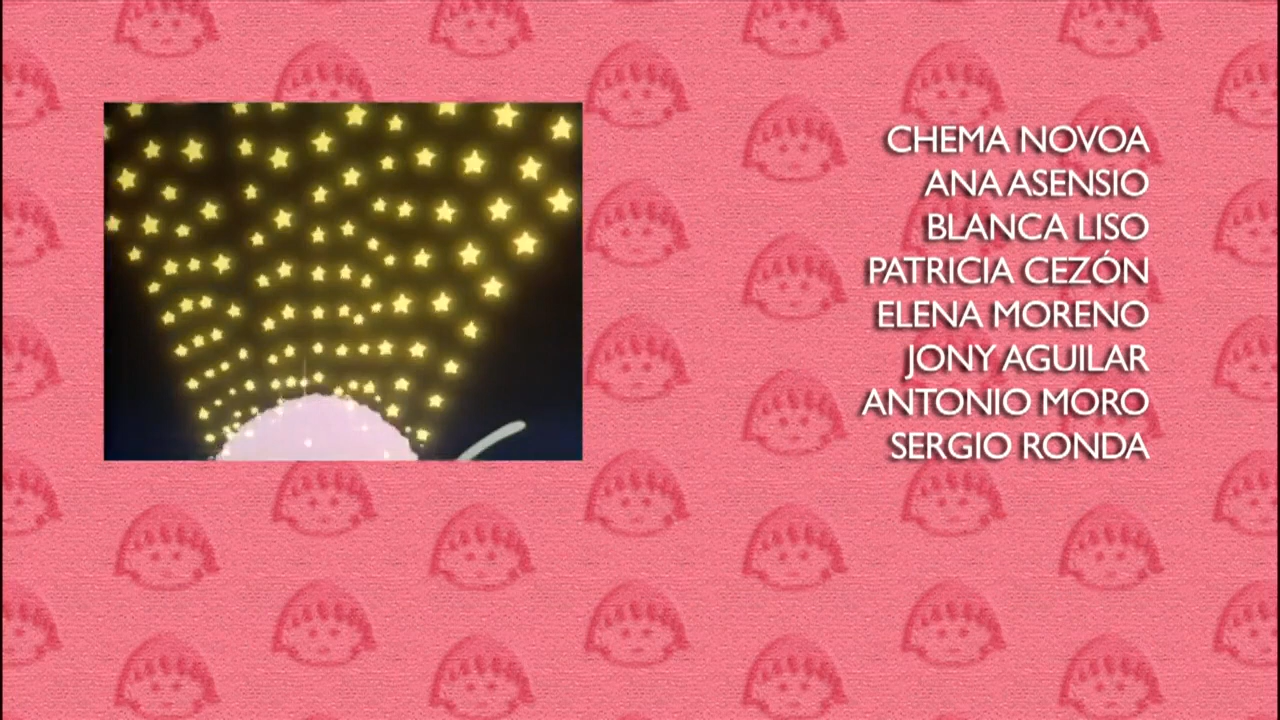 CHEMA NOVOA
ANA ASENSIO
BLANCA LISO
PATRICIA CEZÓN
ELENA MORENO
JONY AGUILAR
ANTONIO MORO
SERGIO RONDA